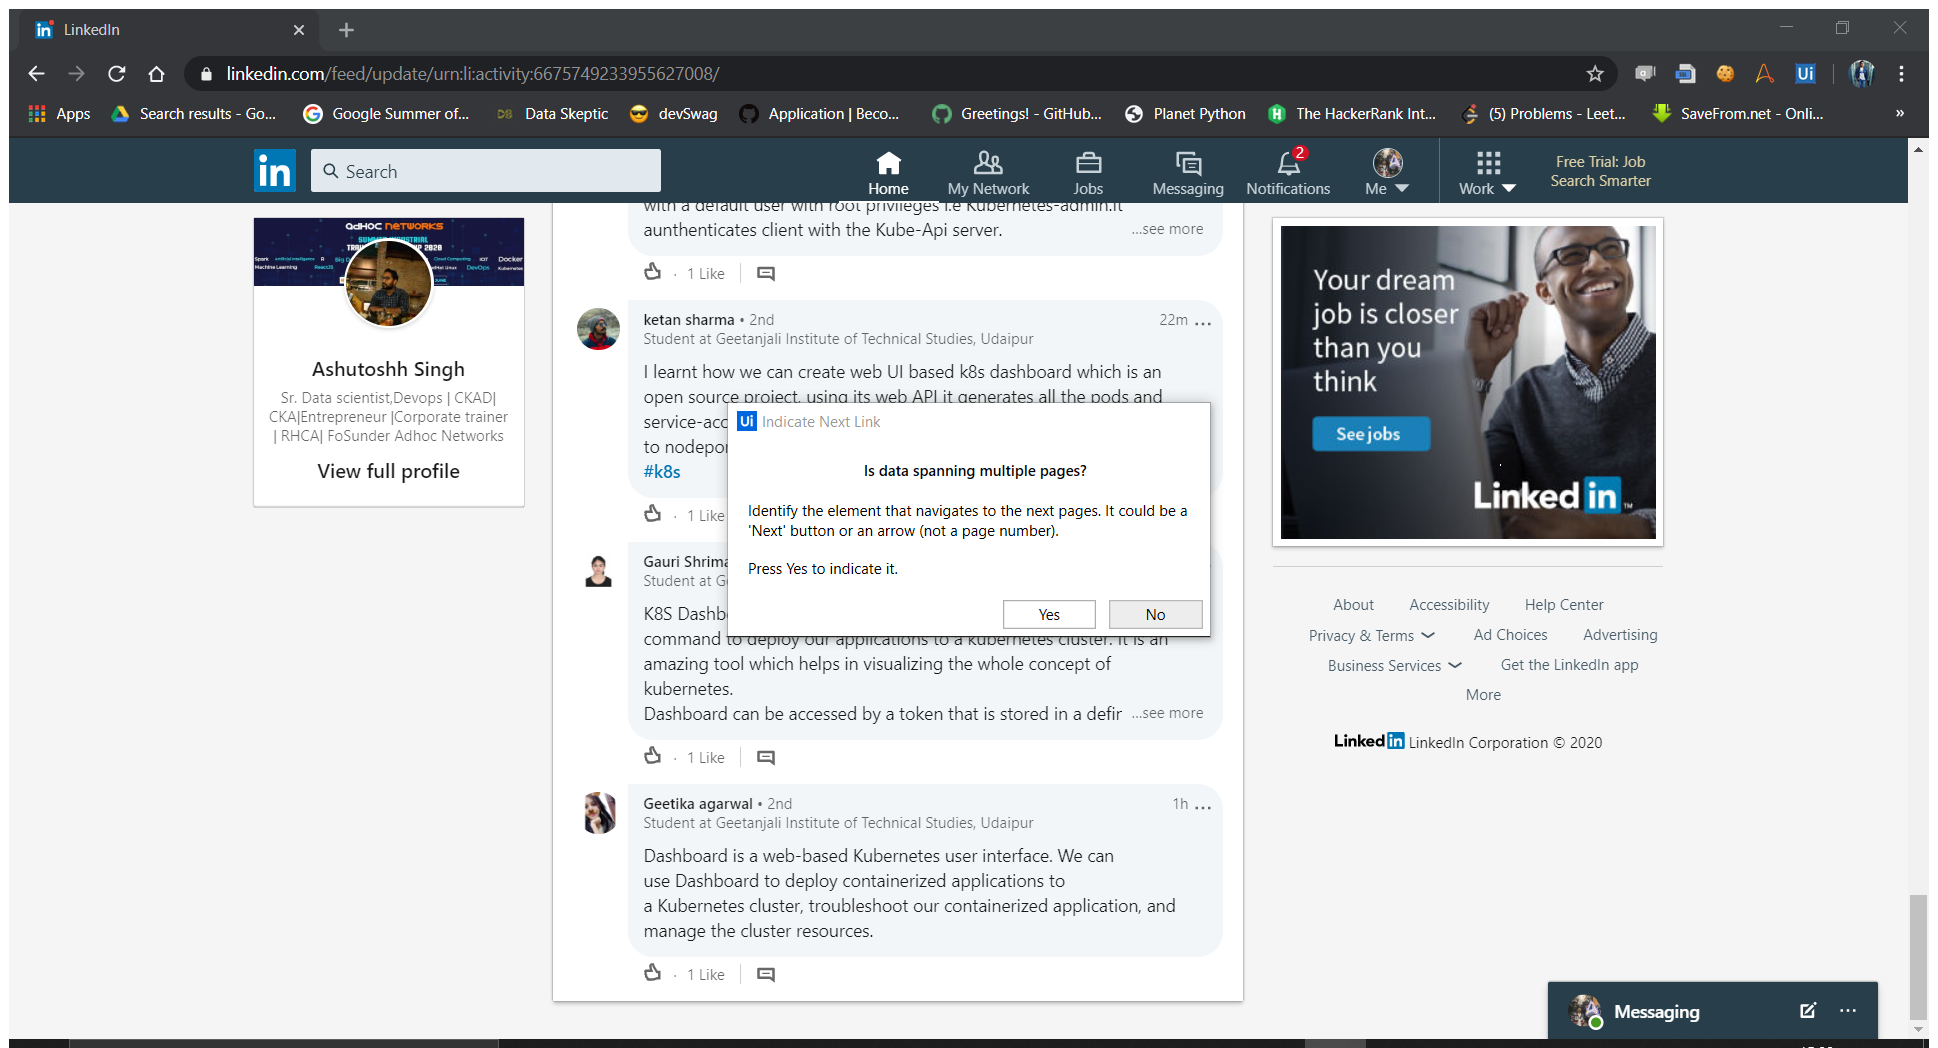 LinkedIn
linkedin.com/feed/update/urn:li:activity:6675749233955627008/
Ui
Apps
Search results - Go...
Google Summer of...
Data Skeptic
devSwag
Application | Beco...
Greetings! - GitHub...
Planet Python
The HackerRank Int...
(5) Problems - Leet...
SaveFrom.net - Onli...
»
in
Search
Home
My Network
Jobs
Messaging
2
Notifications
Me
Work
Free Trial: Job
Search Smarter
adHOC neTWORKS
Ashutoshh Singh
Sr. Data scientist,Devops | CKAD|
CKA|Entrepreneur |Corporate trainer
| RHCA| FoSunder Adhoc Networks
View full profile
with a default user with root privileges i.e Kubernetes-admin.It
aunthenticates client with the Kube-Api server.
...see more
1 Like
ketan sharma • 2nd
22m
Student at Geetanjali Institute of Technical Studies, Udaipur
I learnt how we can create web UI based k8s dashboard which is an
open source project, using its web API it generates all the pods and
service-acc
to nodepor
#k8s
1 Like
Ui Indicate Next Link
Is data spanning multiple pages?
Identify the element that navigates to the next pages. It could be a
'Next' button or an arrow (not a page number).
Press Yes to indicate it.
Yes
No
Gauri Shrima
Student at G
K8S Dashb
command to deploy our applications to a kubernetes cluster. It is an
amazing tool which helps in visualizing the whole concept of
kubernetes.
Dashboard can be accessed by a token that is stored in a defir
...see more
1 Like
Geetika agarwal • 2nd
1h
Student at Geetanjali Institute of Technical Studies, Udaipur
Dashboard is a web-based Kubernetes user interface. We can
use Dashboard to deploy containerized applications to
a Kubernetes cluster, troubleshoot our containerized application, and
manage the cluster resources.
1 Like
Your dream
job is closer
than you
think
See jobs
Linked in
About
Accessibility
Help Center
Privacy & Terms
Ad Choices
Advertising
Business Services
Get the LinkedIn app
More
Linked in LinkedIn Corporation © 2020
Messaging